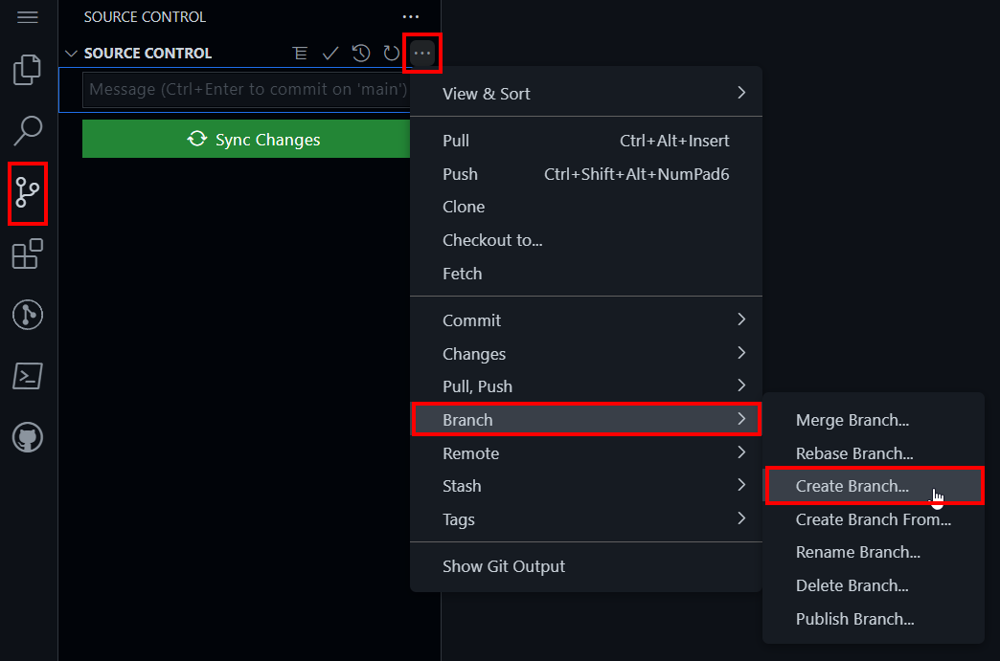 SOURCE CONTROL
SOURCE CONTROL
Message (Ctrl+Enter to commit on 'main')
Sync Changes
View & Sort
Pull Ctrl+Alt+Insert
Push Ctrl+Shift+Alt+NumPad6
Clone
Checkout to...
Fetch
Commit
Changes
Pull, Push
Branch
Remote
Stash
Tags
Show Git Output
Merge Branch...
Rebase Branch...
Create Branch...
Create Branch From...
Rename Branch...
Delete Branch...
Publish Branch...